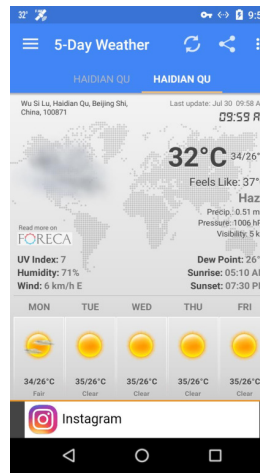 32°
9:5
5-Day Weather
HAIDIAN QU HAIDIAN QU
Wu Si Lu, Haidian Qu, Beijing Shi,
China, 100871
Last update: Jul 30 09:58 A
09:59 A
32°C 34/26°
Feels Like: 37°
Haz
Precip.: 0.51 m
Pressure: 1006 hP
Visibility: 5 k
Read more on
FORECA
UV Index: 7
Humidity: 71%
Wind: 6 km/h E
Dew Point: 26°
Sunrise: 05:10 A
Sunset: 07:30 P
MON TUE WED THU FRI
34/26°C 35/26°C 35/26°C 35/26°C 35/26°
Fair Clear Clear Clear Clear
Instagram